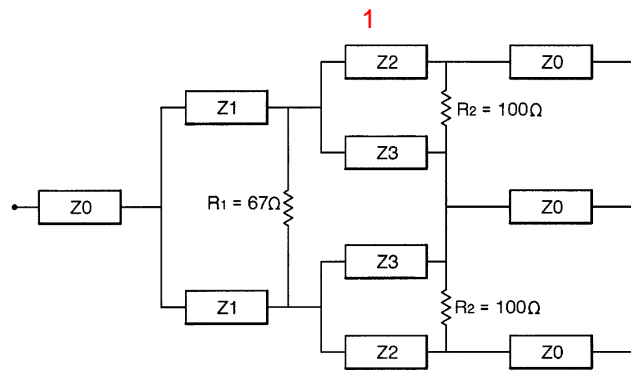 1
Z2
Z0
Z1
R2 = 100Ω
Z3
Z0
R1 = 67Ω
Z0
Z3
Z1
R2 = 100Ω
Z2
Z0